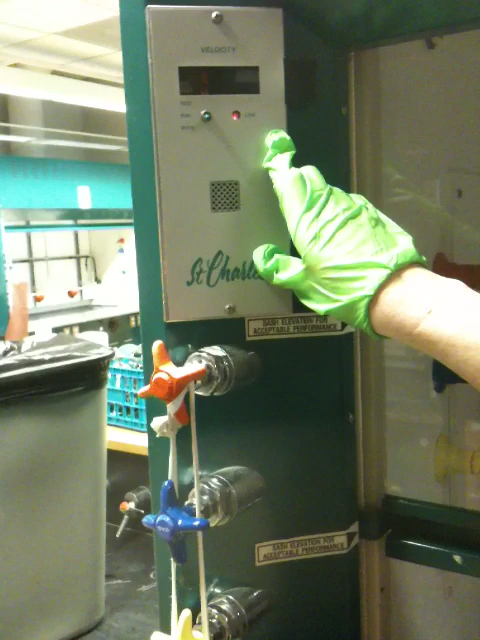 VELOCITY
LOW
St Charles
SASH ELEVATION FOR
ACCEPTABLE PERFORMANCE
SASH ELEVATION FOR
ACCEPTABLE PERFORMANCE